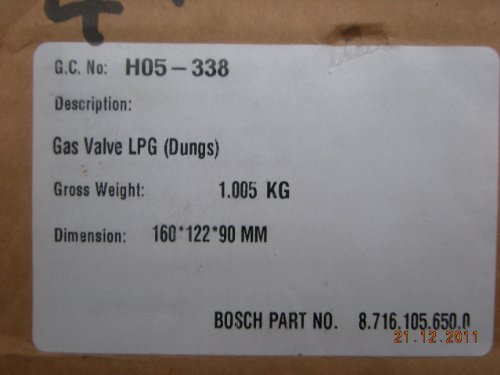 4
G.C. No: H05-338
Description:
Gas Valve LPG (Dungs)
Gross Weight: 1.005 KG
Dimension: 160*122*90 MM
BOSCH PART NO. 8.716.105.650.0
21.12.2011